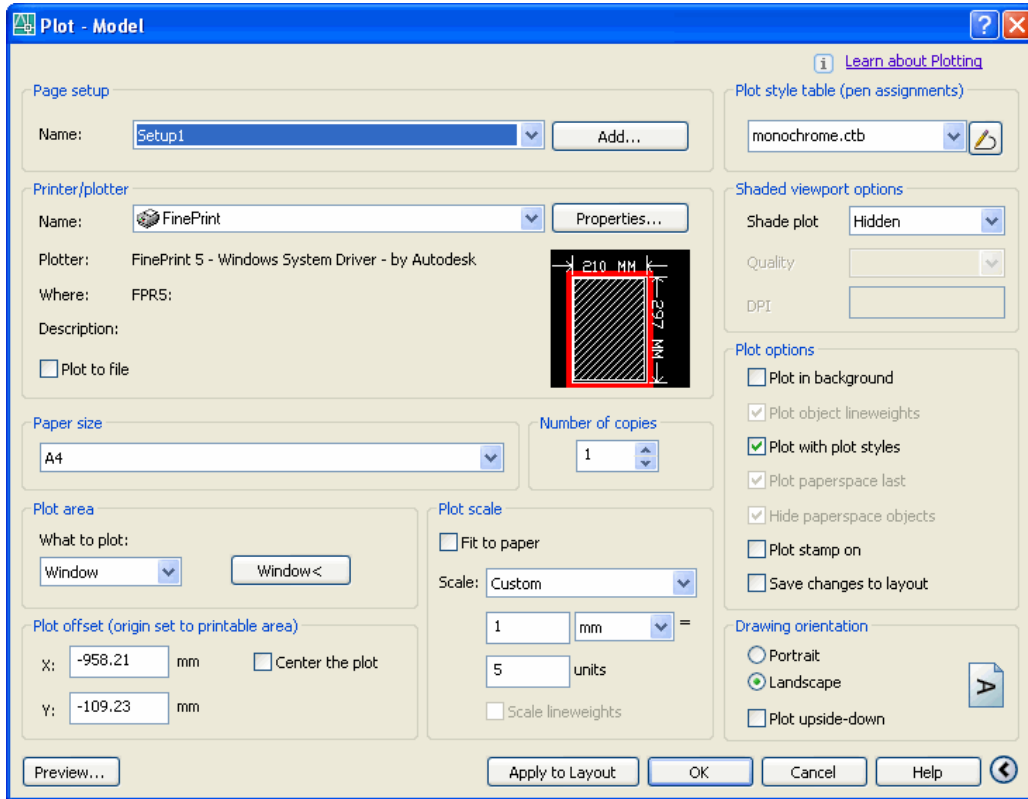 Plot - Model
Learn about Plotting
Page setup
Name:
Setup1
Add...
Plot style table (pen assignments)
monochrome.ctb
Printer/plotter
Name:
FinePrint
Properties...
Plotter:
FinePrint 5 - Windows System Driver - by Autodesk
Where:
FPR5:
Description:
Plot to file
210 MM
297 MM
Shaded viewport options
Shade plot
Hidden
Quality
DPI
Paper size
A4
Number of copies
1
Plot options
Plot in background
Plot object lineweights
Plot with plot styles
Plot paperspace last
Hide paperspace objects
Plot stamp on
Save changes to layout
Plot area
What to plot:
Window
Window<
Plot scale
Fit to paper
Scale:
Custom
1
mm
=
5
units
Scale lineweights
Plot offset (origin set to printable area)
X:
-958.21
mm
Center the plot
Y:
-109.23
mm
Drawing orientation
Portrait
Landscape
Plot upside-down
A
Preview...
Apply to Layout
OK
Cancel
Help